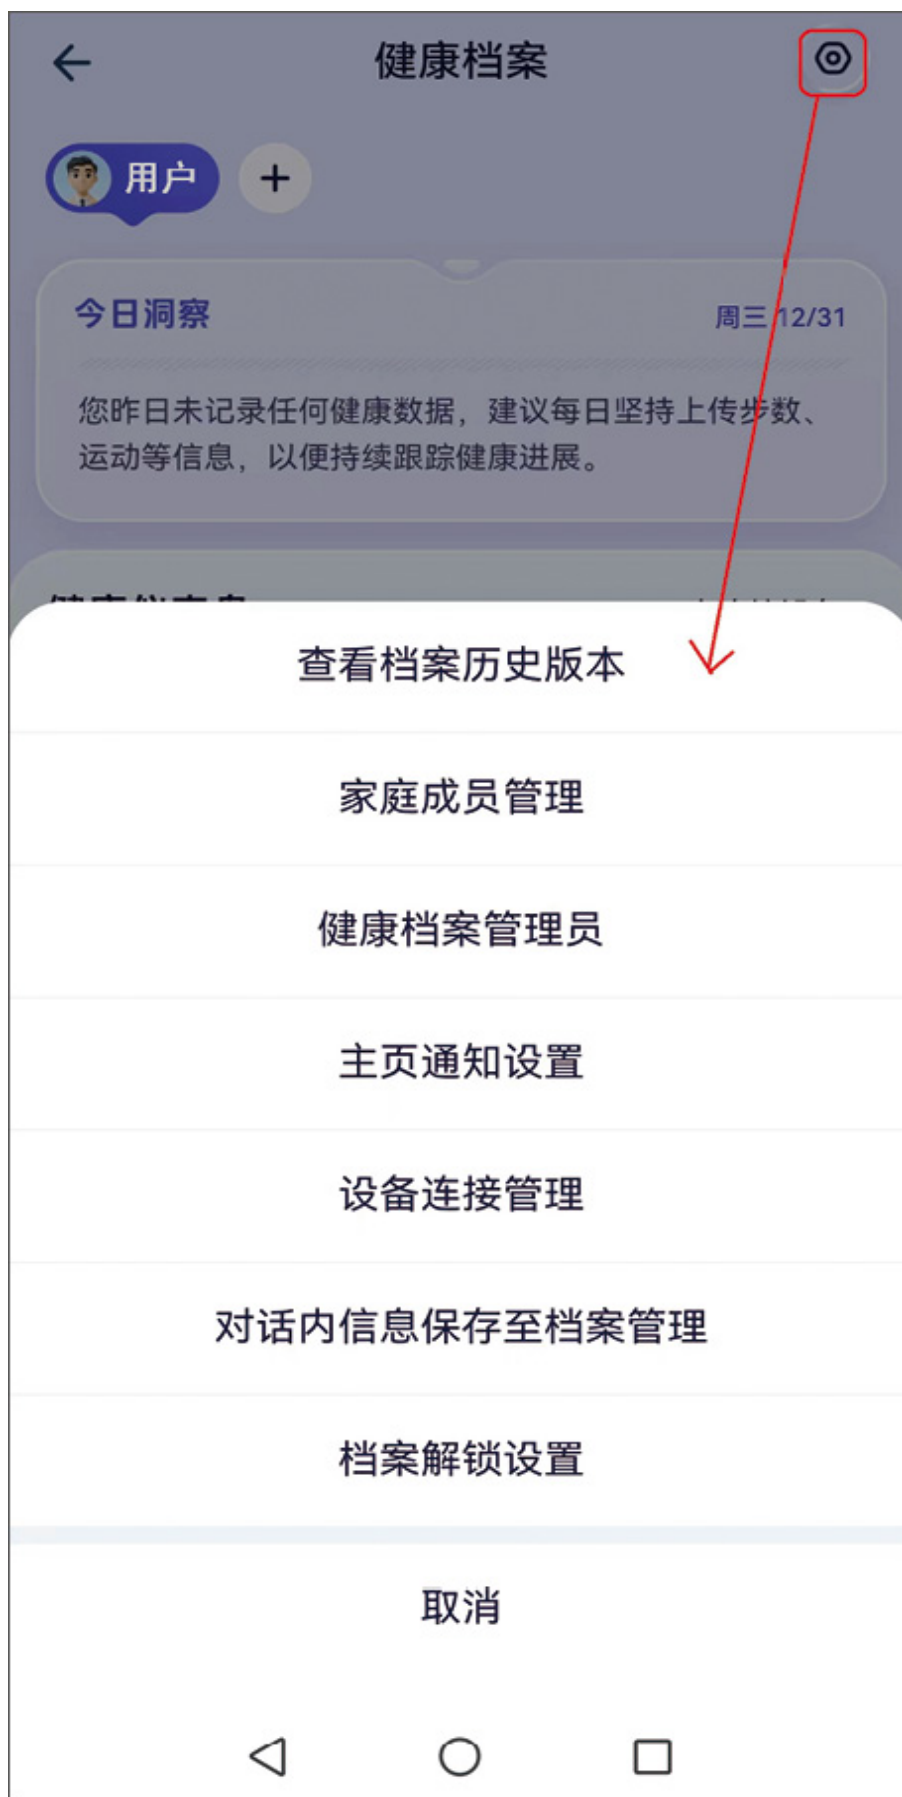 健康档案
用户
今日洞察
周三 12/31
您昨日未记录任何健康数据，建议每日坚持上传步数、
运动等信息，以便持续跟踪健康进展。
查看档案历史版本
家庭成员管理
健康档案管理员
主页通知设置
设备连接管理
对话内信息保存至档案管理
档案解锁设置
取消